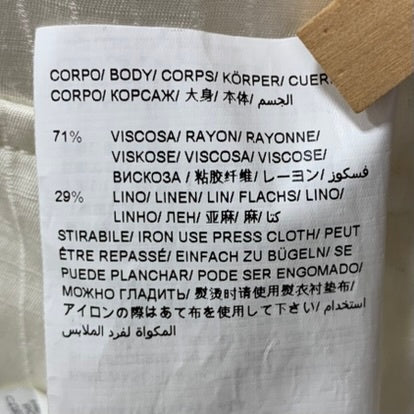 CORPO/ BODY/ CORPS/ KÖRPER/
CORPO/ КОРСАЖ/ 大身/ 本体/ الجسم
71% VISCOSA/ RAYON/ RAYONNE/
VISKOSE/ VISCOSA/ VISCOSE/
ВИСКОЗА / 粘胶纤维/ レーヨン/ فسكوز
29% LINO/ LINEN/ LIN/ FLACHS/ LINO/
LINHO/ ЛЕН/ 亚麻/ 麻/ كتا
STIRABILE/ IRON USE PRESS CLOTH/ PEUT
ÊTRE REPASSÉ/ EINFACH ZU BÜGELN/ SE
PUEDE PLANCHAR/ PODE SER ENGOMADO/
МОЖНО ГЛАДИТЬ/ 熨烫时请使用熨衣衬垫布/
アイロンの際はあて布を使用して下さい/ استخدام
المكواة لفرد الملابس